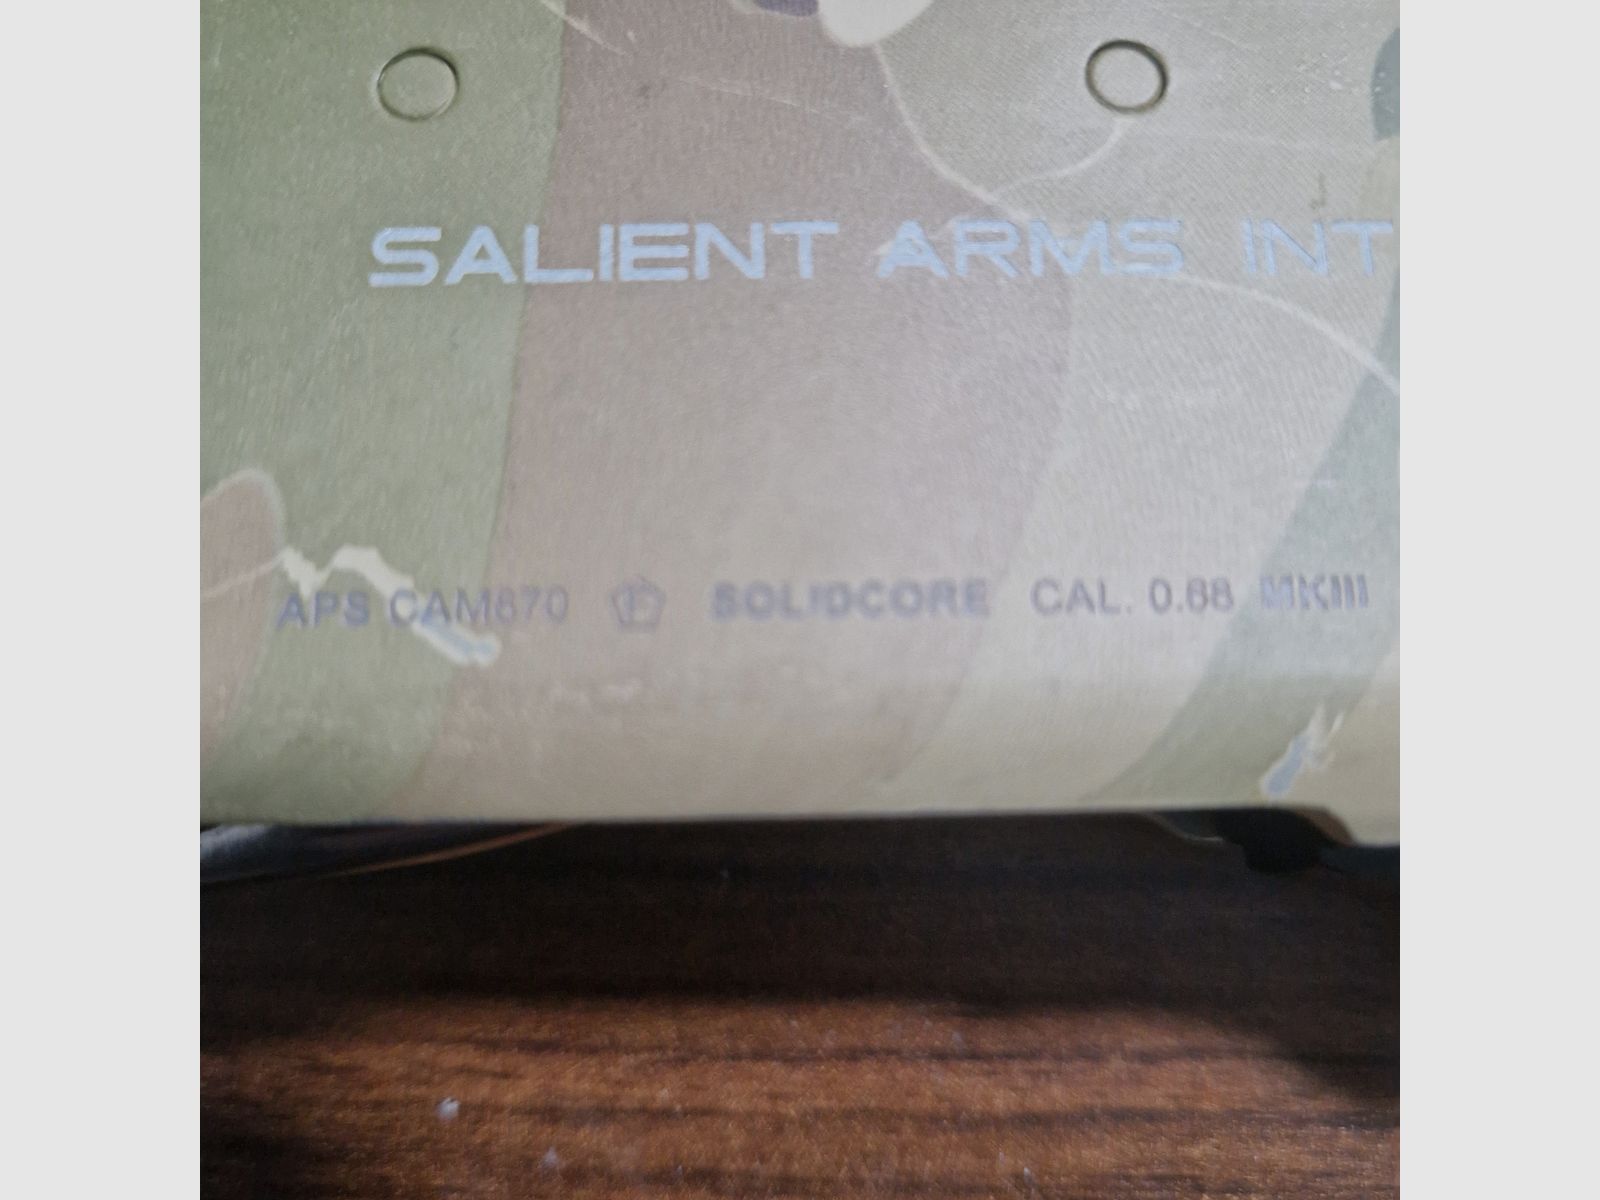 SALIENT ARMS INT
APS CAM870 F SOLIDCORE CAL. 0.68 MKIII